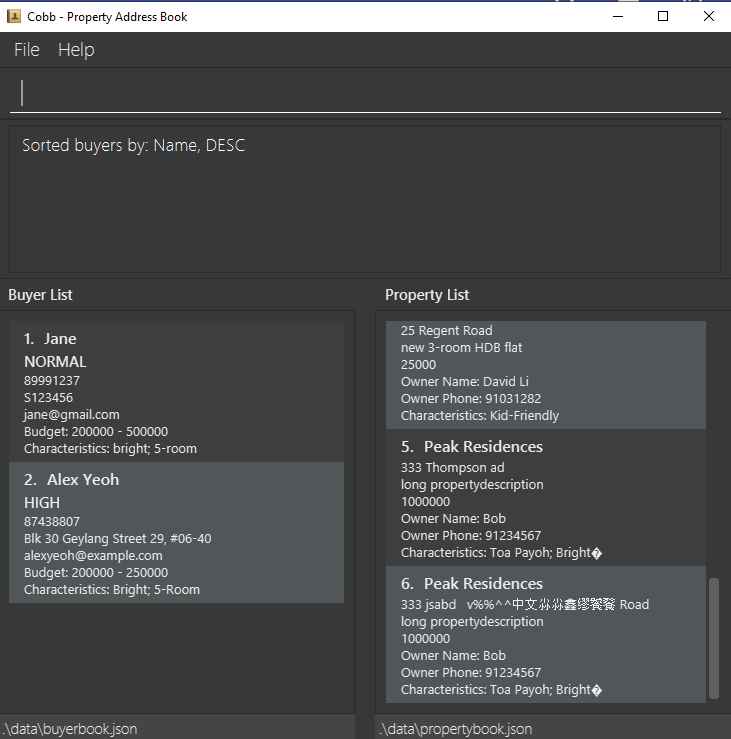 Cobb - Property Address Book
File Help
Sorted buyers by: Name, DESC
Buyer List
1. Jane
NORMAL
89991237
S123456
jane@gmail.com
Budget: 200000 - 500000
Characteristics: bright; 5-room
2. Alex Yeoh
HIGH
87438807
Blk 30 Geylang Street 29, #06-40
alexyeoh@example.com
Budget: 200000 - 250000
Characteristics: Bright; 5-Room
.\data\buyerbook.json
Property List
25 Regent Road
new 3-room HDB flat
25000
Owner Name: David Li
Owner Phone: 91031282
Characteristics: Kid-Friendly
5. Peak Residences
333 Thompson ad
long propertydescription
1000000
Owner Name: Bob
Owner Phone: 91234567
Characteristics: Toa Payoh; Bright�
6. Peak Residences
333 jsabd v%%^^中文 Road
long propertydescription
1000000
Owner Name: Bob
Owner Phone: 91234567
Characteristics: Toa Payoh; Bright�
.\data\propertybook.json